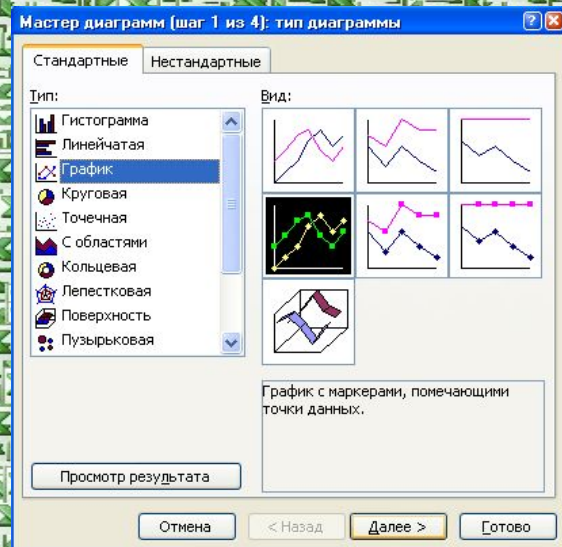 Мастер диаграмм (шаг 1 из 4): тип диаграммы
Стандартные
Нестандартные
Тип:
Гистограмма
Линейчатая
График
Круговая
Точечная
С областями
Кольцевая
Лепестковая
Поверхность
Пузырьковая
Вид:
График с маркерами, помечающими
точки данных.
Просмотр результата
Отмена
< Назад
Далее >
Готово